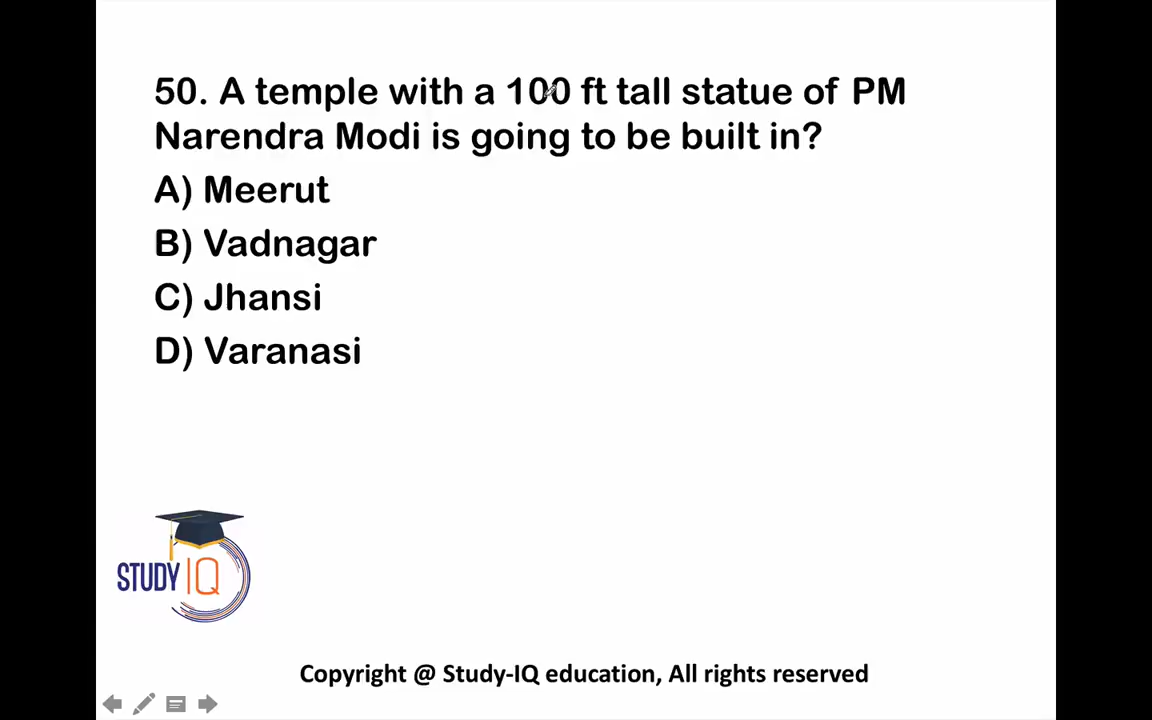 50. A temple with a 100 ft tall statue of PM
Narendra Modi is going to be built in?
A) Meerut
B) Vadnagar
C) Jhansi
D) Varanasi
STUDY IQ
Copyright @ Study-IQ education, All rights reserved